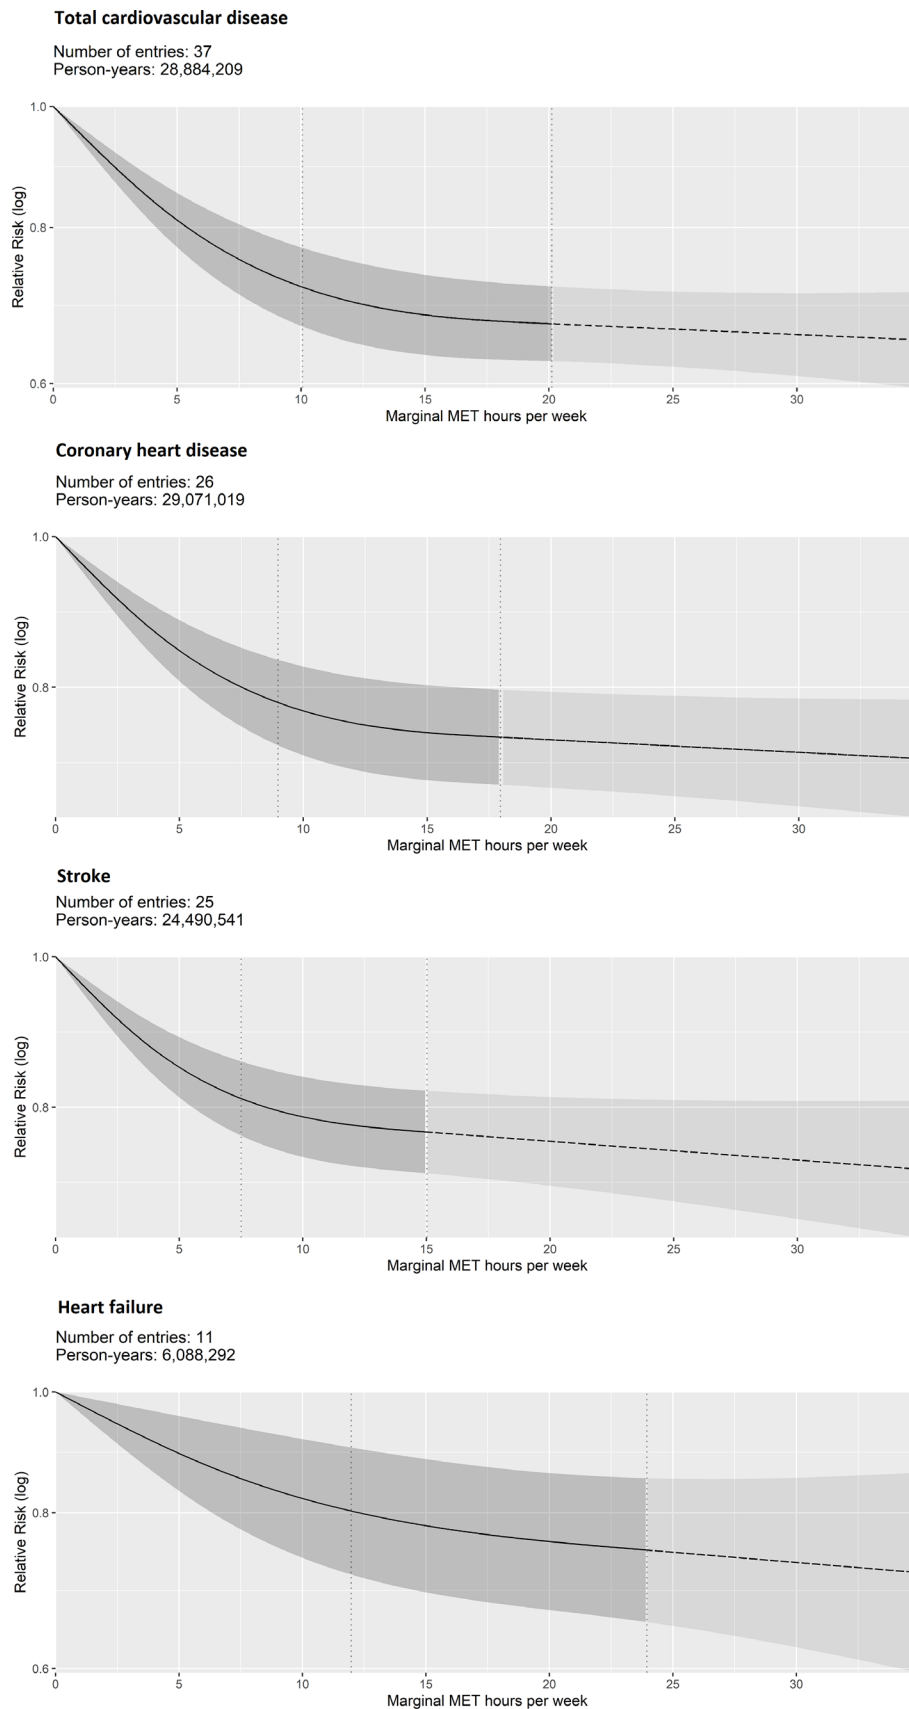 Total cardiovascular disease
Number of entries: 37
Person-years: 28,884,209
1.0
0.8
0.6
Relative Risk (log)
0 5 10 15 20 25 30
Marginal MET hours per week
Coronary heart disease
Number of entries: 26
Person-years: 29,071,019
1.0
0.8
Relative Risk (log)
0 5 10 15 20 25 30
Marginal MET hours per week
Stroke
Number of entries: 25
Person-years: 24,490,541
1.0
0.8
Relative Risk (log)
0 5 10 15 20 25 30
Marginal MET hours per week
Heart failure
Number of entries: 11
Person-years: 6,088,292
1.0
0.8
0.6
Relative Risk (log)
0 5 10 15 20 25 30
Marginal MET hours per week